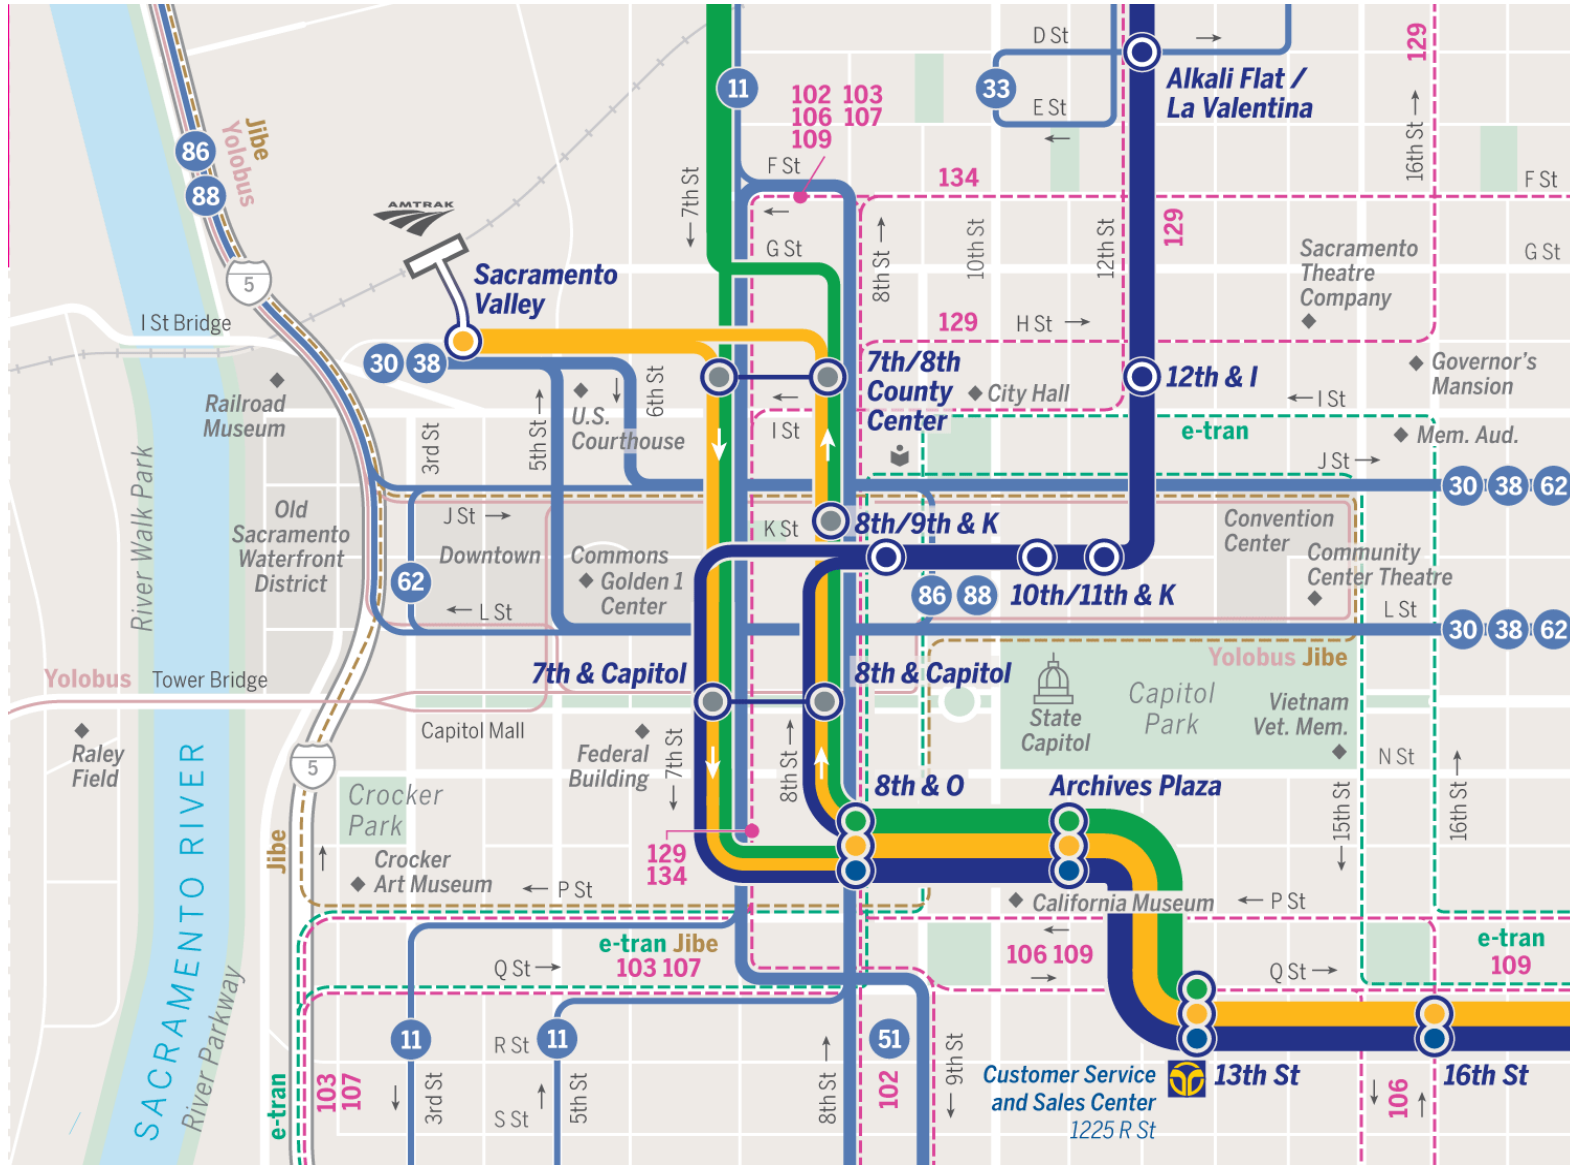 D St
→
129
Alkali Flat /
La Valentina
11
33
102 103
106 107
109
E St
←
16th St →
86
Jibe
Yolobus
88
F St
134
F St
AMTRAK
← 7th St
←
8th St →
10th St
12th St
129
G St
Sacramento
Theatre
Company
G St
Sacramento
Valley
5
I St Bridge
129
H St →
30 38
7th/8th
County
Center
12th & I
Governor's
Mansion
6th St
←
City Hall
← I St
Railroad
Museum
U.S.
Courthouse
I St
e-tran
Mem. Aud.
3rd St
5th St →
J St →
30 38 62
River Walk Park
Old
Sacramento
Waterfront
District
J St →
8th/9th & K
K St
Convention
Center
Downtown
Commons
Golden 1
Center
Community
Center Theatre
62
86 88
10th/11th & K
← L St
L St
30 38 62
Yolobus
Tower Bridge
7th & Capitol
8th & Capitol
Yolobus Jibe
State
Capitol
Capitol
Park
Vietnam
Vet. Mem.
Capitol Mall
Raley
Field
Federal
Building
← 7th St
8th St →
N St
5
Crocker
Park
8th & O
Archives Plaza
← 15th St
16th St →
SACRAMENTO RIVER
Jibe
129
134
Crocker
Art Museum
← P St
California Museum
← P St
e-tran Jibe
103 107
106 109
e-tran
109
Q St →
Q St →
River Parkway
11
R St
11
51
e-tran
103
107
← 3rd St
S St
5th St →
8th St →
102
← 9th St
Customer Service
and Sales Center
1225 R St
13th St
16th St
106